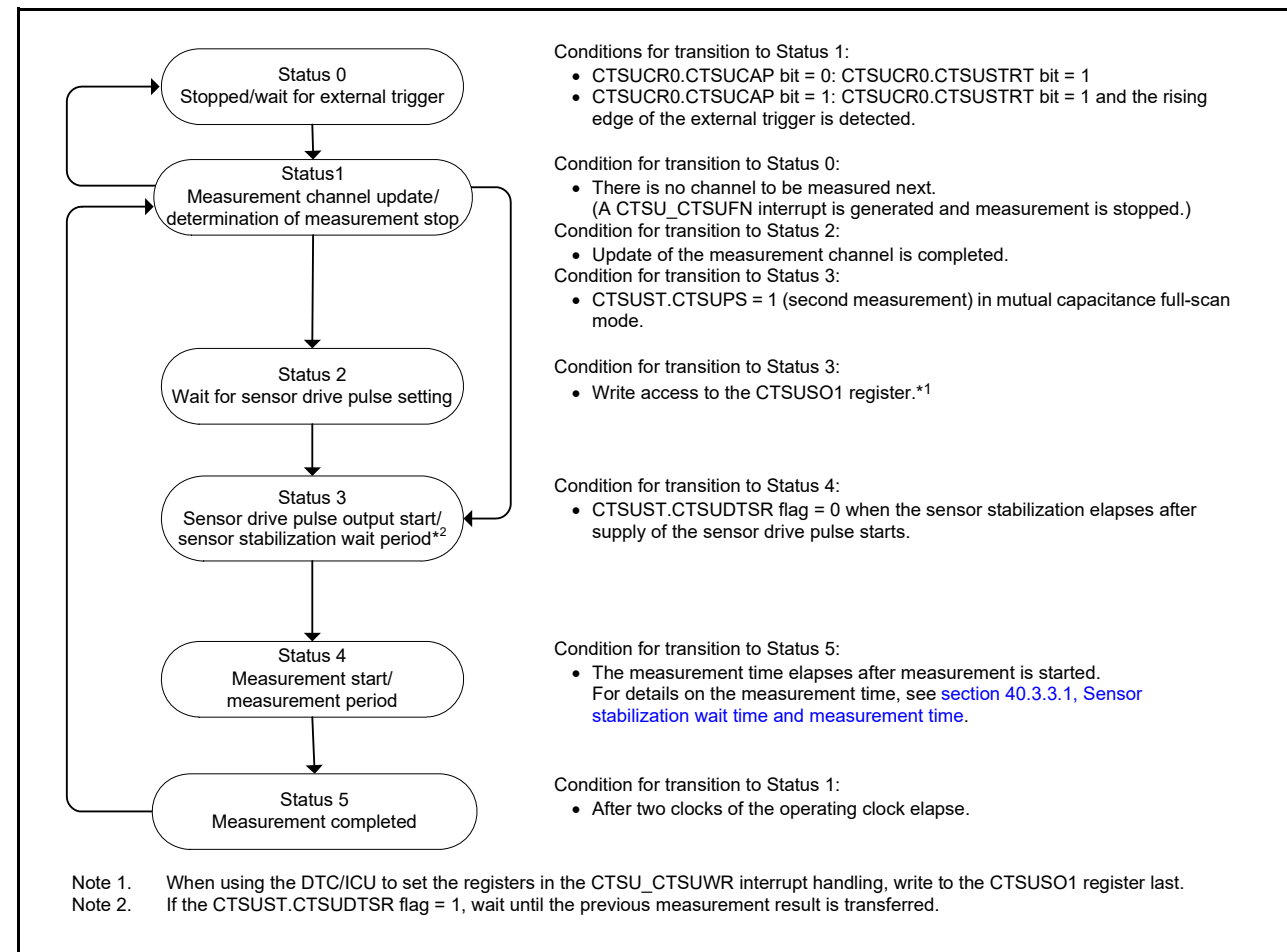 Status 0
Stopped/wait for external trigger
Conditions for transition to Status 1:
• CTSUCR0.CTSUCAP bit = 0: CTSUCR0.CTSUSTRT bit = 1
• CTSUCR0.CTSUCAP bit = 1: CTSUCR0.CTSUSTRT bit = 1 and the rising
edge of the external trigger is detected.
Status1
Measurement channel update/
determination of measurement stop
Condition for transition to Status 0:
• There is no channel to be measured next.
(A CTSU_CTSUFN interrupt is generated and measurement is stopped.)
Condition for transition to Status 2:
• Update of the measurement channel is completed.
Condition for transition to Status 3:
• CTSUST.CTSUPS = 1 (second measurement) in mutual capacitance full-scan
mode.
Status 2
Wait for sensor drive pulse setting
Condition for transition to Status 3:
• Write access to the CTSUSO1 register.*1
Status 3
Sensor drive pulse output start/
sensor stabilization wait period*2
Condition for transition to Status 4:
• CTSUST.CTSUDTSR flag = 0 when the sensor stabilization elapses after
supply of the sensor drive pulse starts.
Status 4
Measurement start/
measurement period
Condition for transition to Status 5:
• The measurement time elapses after measurement is started.
For details on the measurement time, see section 40.3.3.1, Sensor
stabilization wait time and measurement time.
Status 5
Measurement completed
Condition for transition to Status 1:
• After two clocks of the operating clock elapse.
Note 1. When using the DTC/ICU to set the registers in the CTSU_CTSUWR interrupt handling, write to the CTSUSO1 register last.
Note 2. If the CTSUST.CTSUDTSR flag = 1, wait until the previous measurement result is transferred.